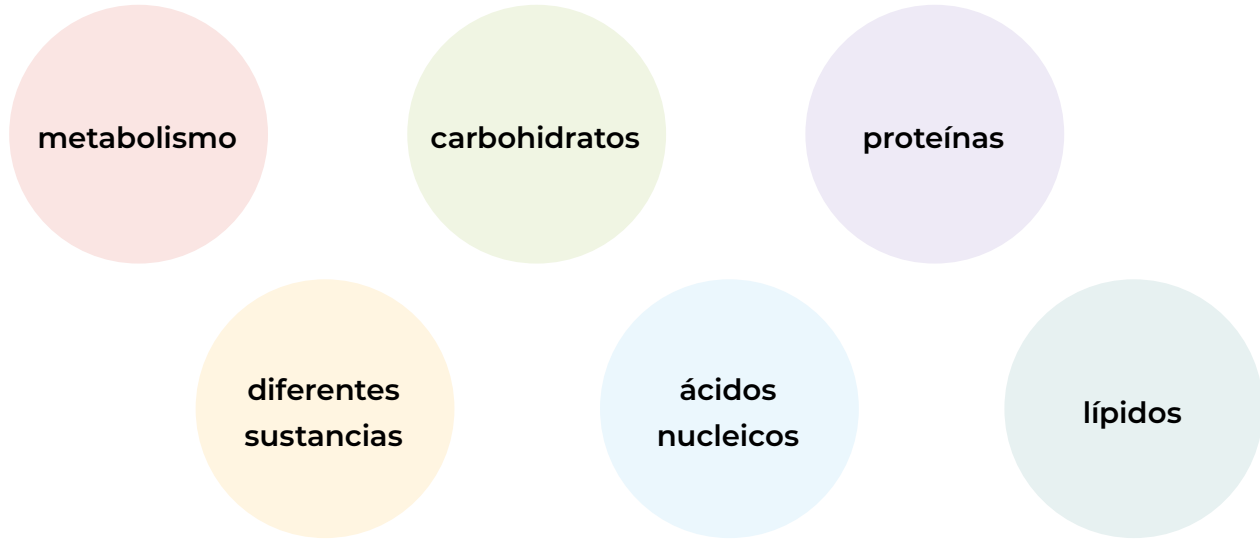 metabolismo
carbohidratos
proteínas
diferentes
sustancias
ácidos
nucleicos
lípidos